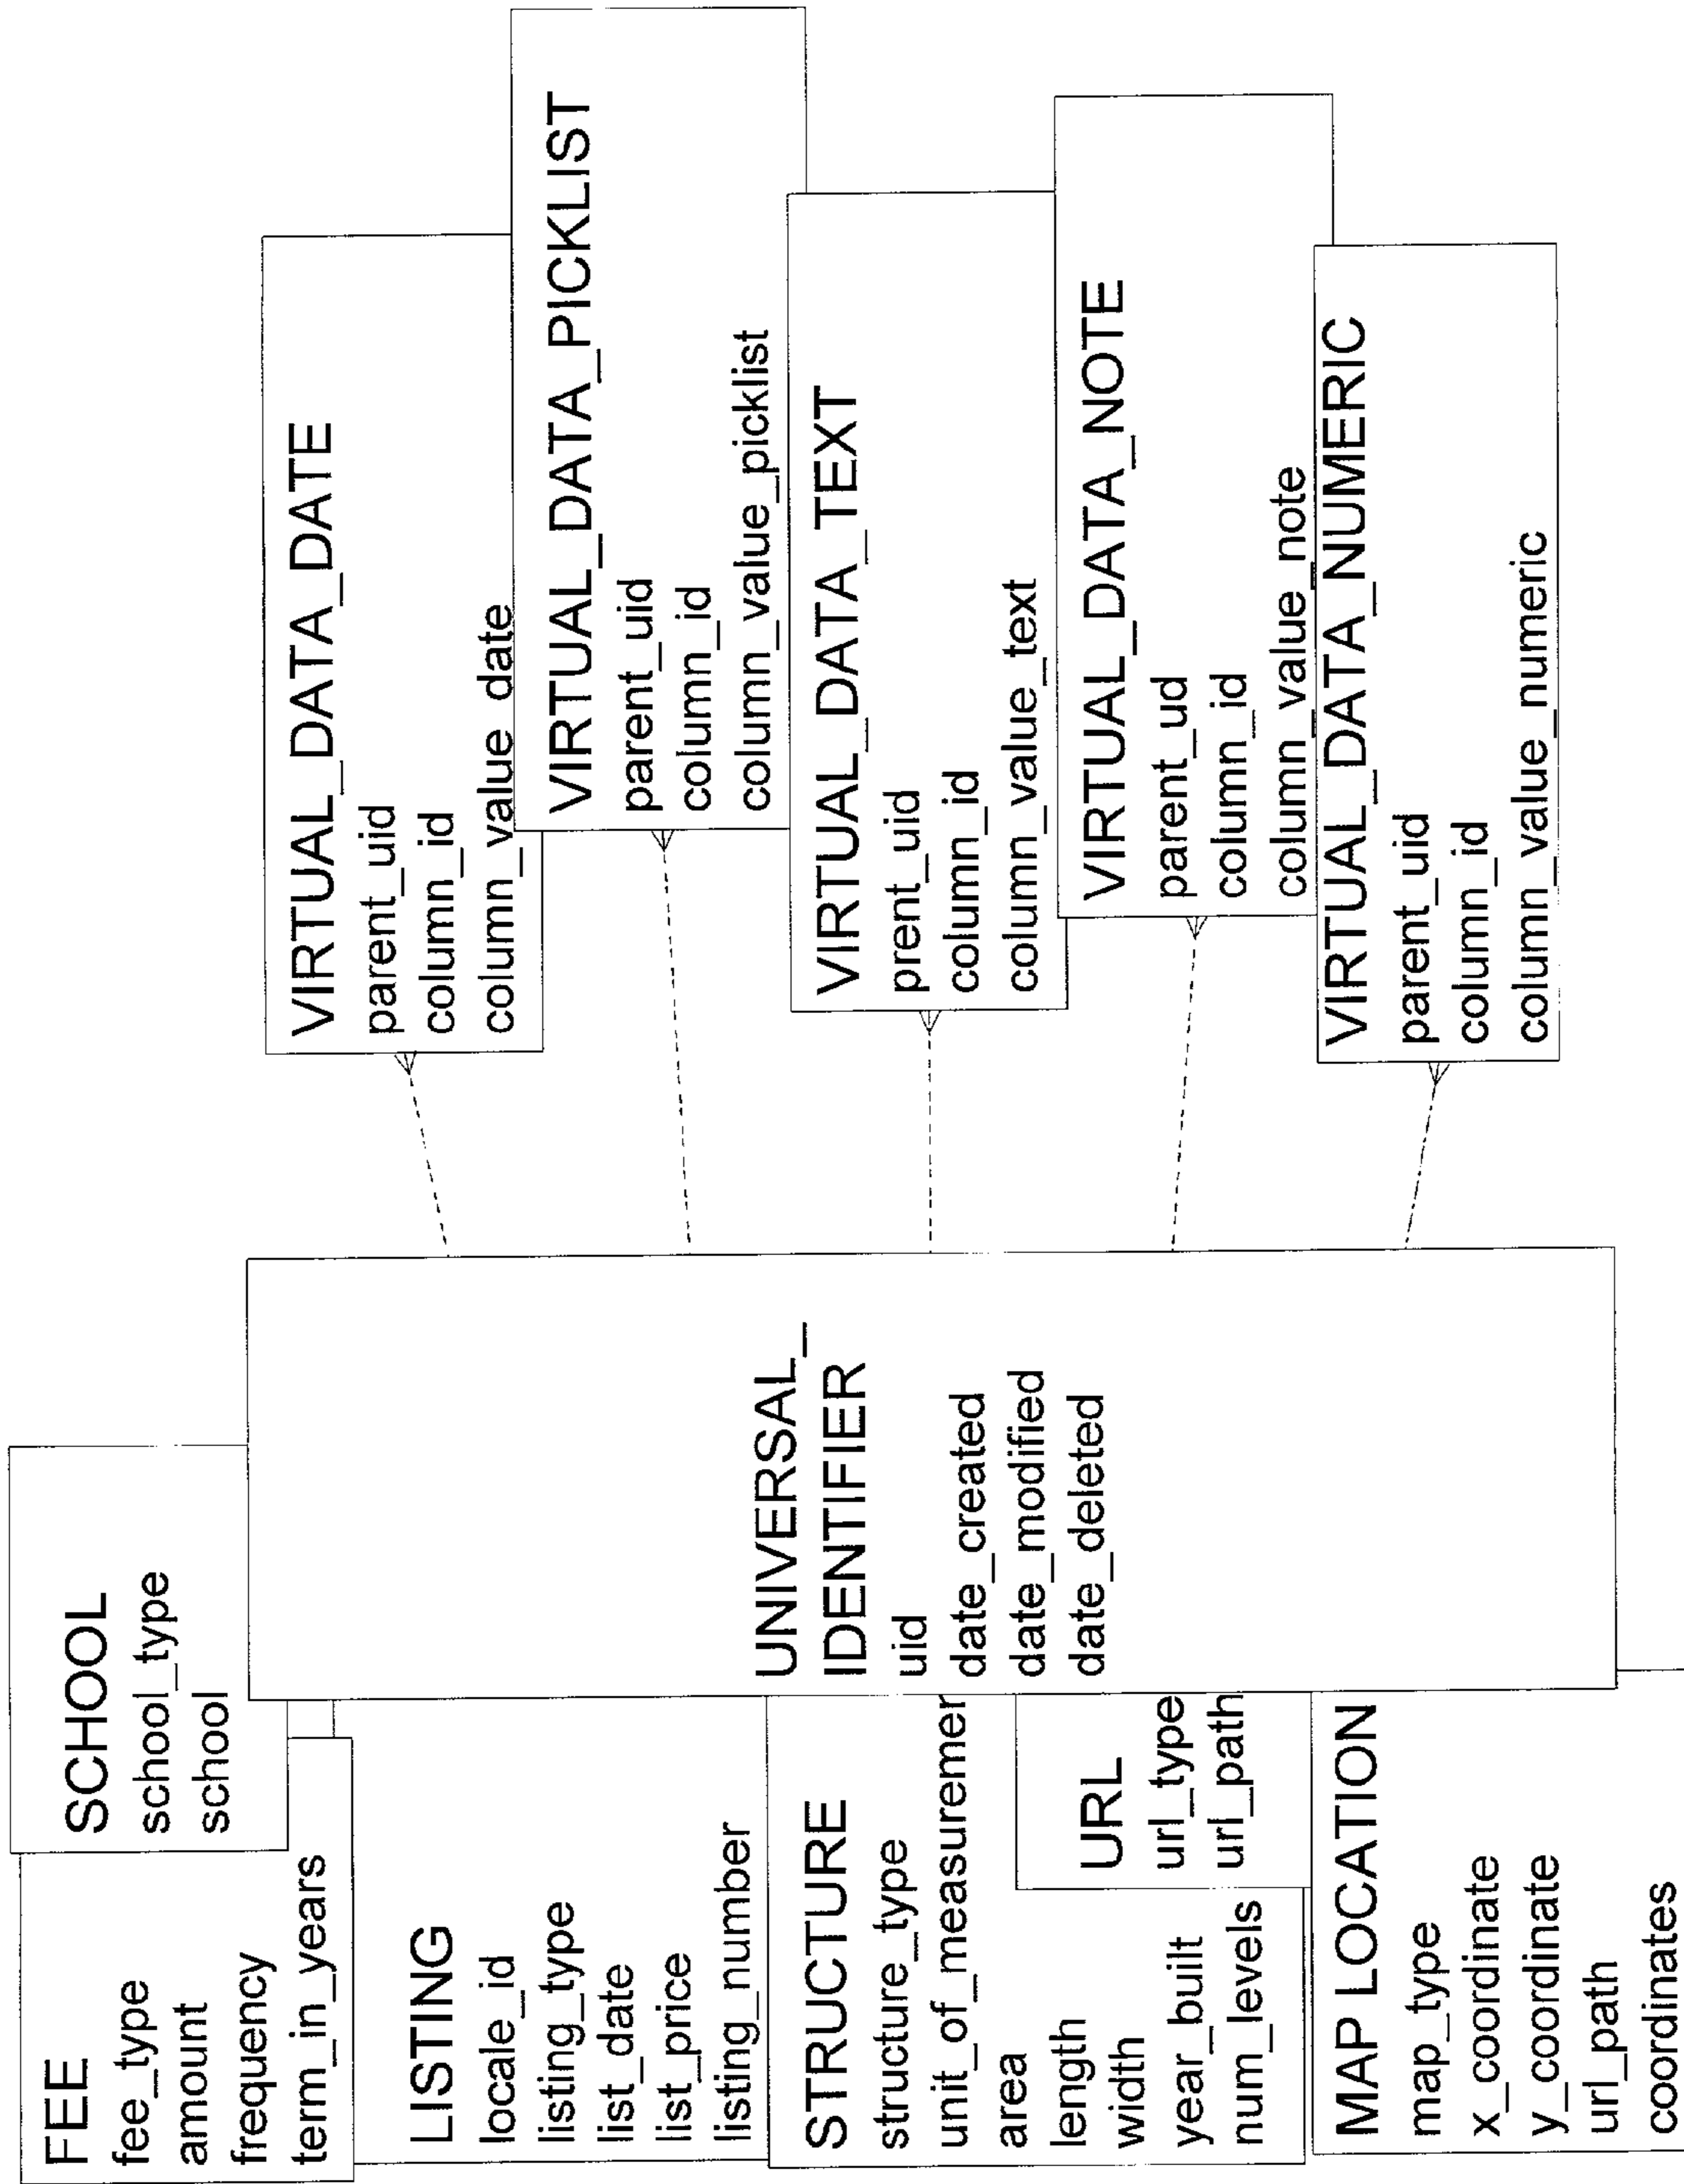 FEE
fee_type
amount
frequency
term_in_years
SCHOOL
school_type
school
LISTING
locale_id
listing_type
list_date
list_price
listing_number
STRUCTURE
structure_type
unit_of_measuremer
area
length
width
year_built
num_levels
URL
url_type
url_path
MAP LOCATION
map_type
x_coordinate
y_coordinate
url_path
coordinates
UNIVERSAL_
IDENTIFIER
uid
date_created
date_modified
date_deleted
VIRTUAL_DATA_DATE
parent_uid
column_id
column_value_date
VIRTUAL_DATA_PICKLIST
parent_uid
column_id
column_value_picklist
VIRTUAL_DATA_TEXT
prent_uid
column_id
column_value_text
VIRTUAL_DATA_NOTE
parent_ud
column_id
column_value_note
VIRTUAL_DATA_NUMERIC
parent_uid
column_id
column_value_numeric